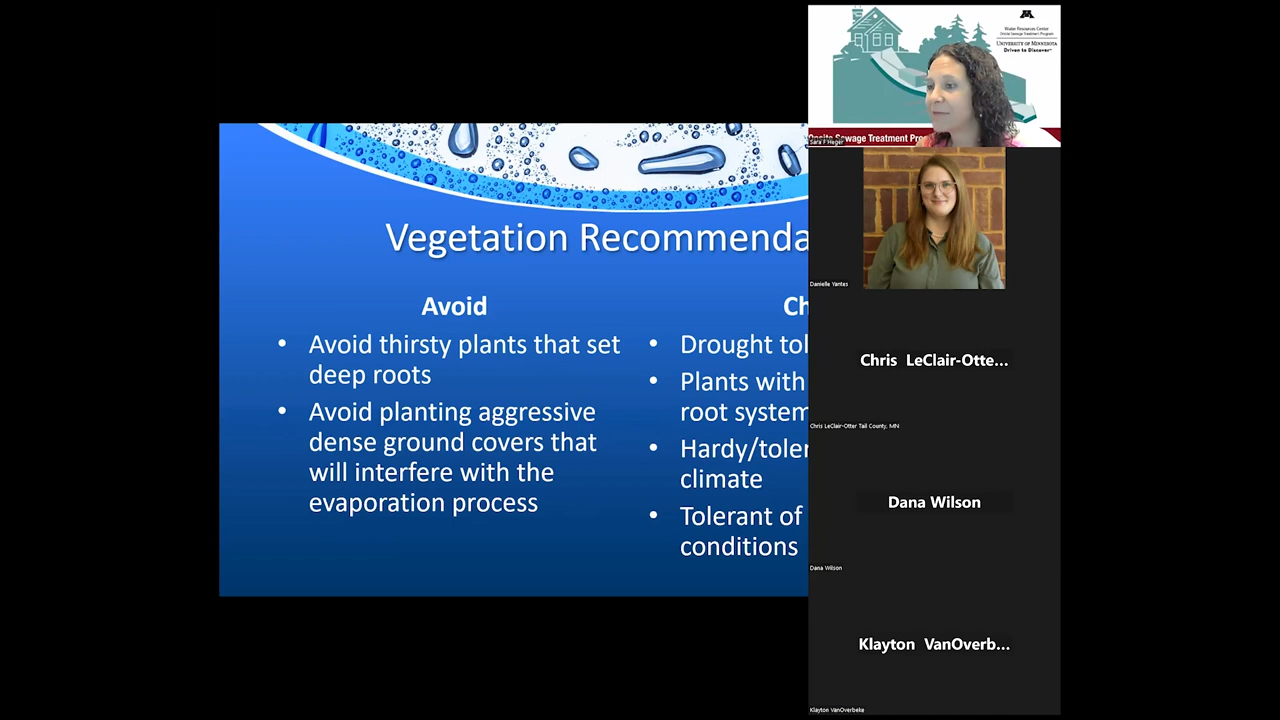 Vegetation Recommenda
Avoid
• Avoid thirsty plants that set
deep roots
• Avoid planting aggressive
dense ground covers that
will interfere with the
evaporation process
Ch
• Drought tol
• Plants with
root system
• Hardy/toler
climate
• Tolerant of
conditions
Water Resources Center
Onsite Sewage Treatment Program
UNIVERSITY OF MINNESOTA
Driven to Discover
Onsite Sewage Treatment Pro
Sara F Heger
Danielle Yantes
Chris LeClair-Otte...
Chris LeClair-Otter Tail County, MN
Dana Wilson
Dana Wilson
Klayton VanOverb...
Klayton VanOverbeke